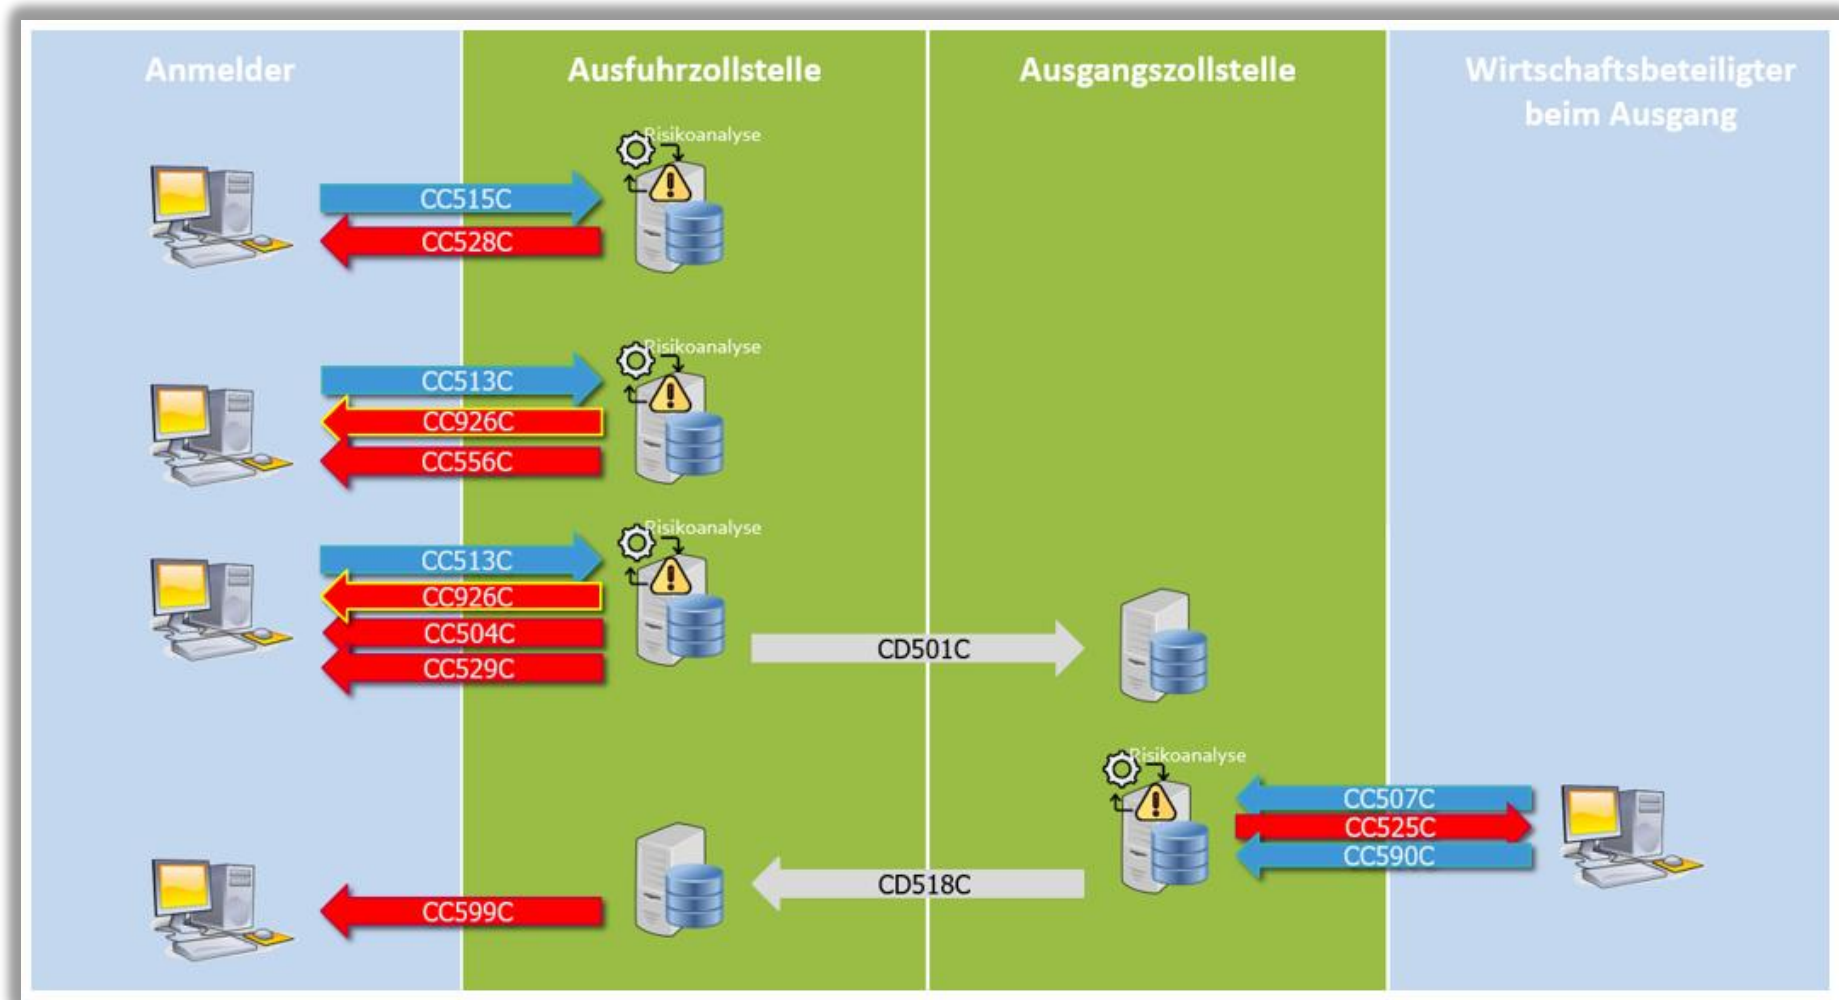 Anmelder
Ausfuhrzollstelle
Ausgangszollstelle
Wirtschaftsbeteiligter
beim Ausgang
Risikoanalyse
CC515C
CC528C
Risikoanalyse
CC513C
CC926C
CC556C
Risikoanalyse
CC513C
CC926C
CC504C
CC529C
CD501C
Risikoanalyse
CC507C
CC525C
CC590C
CD518C
CC599C